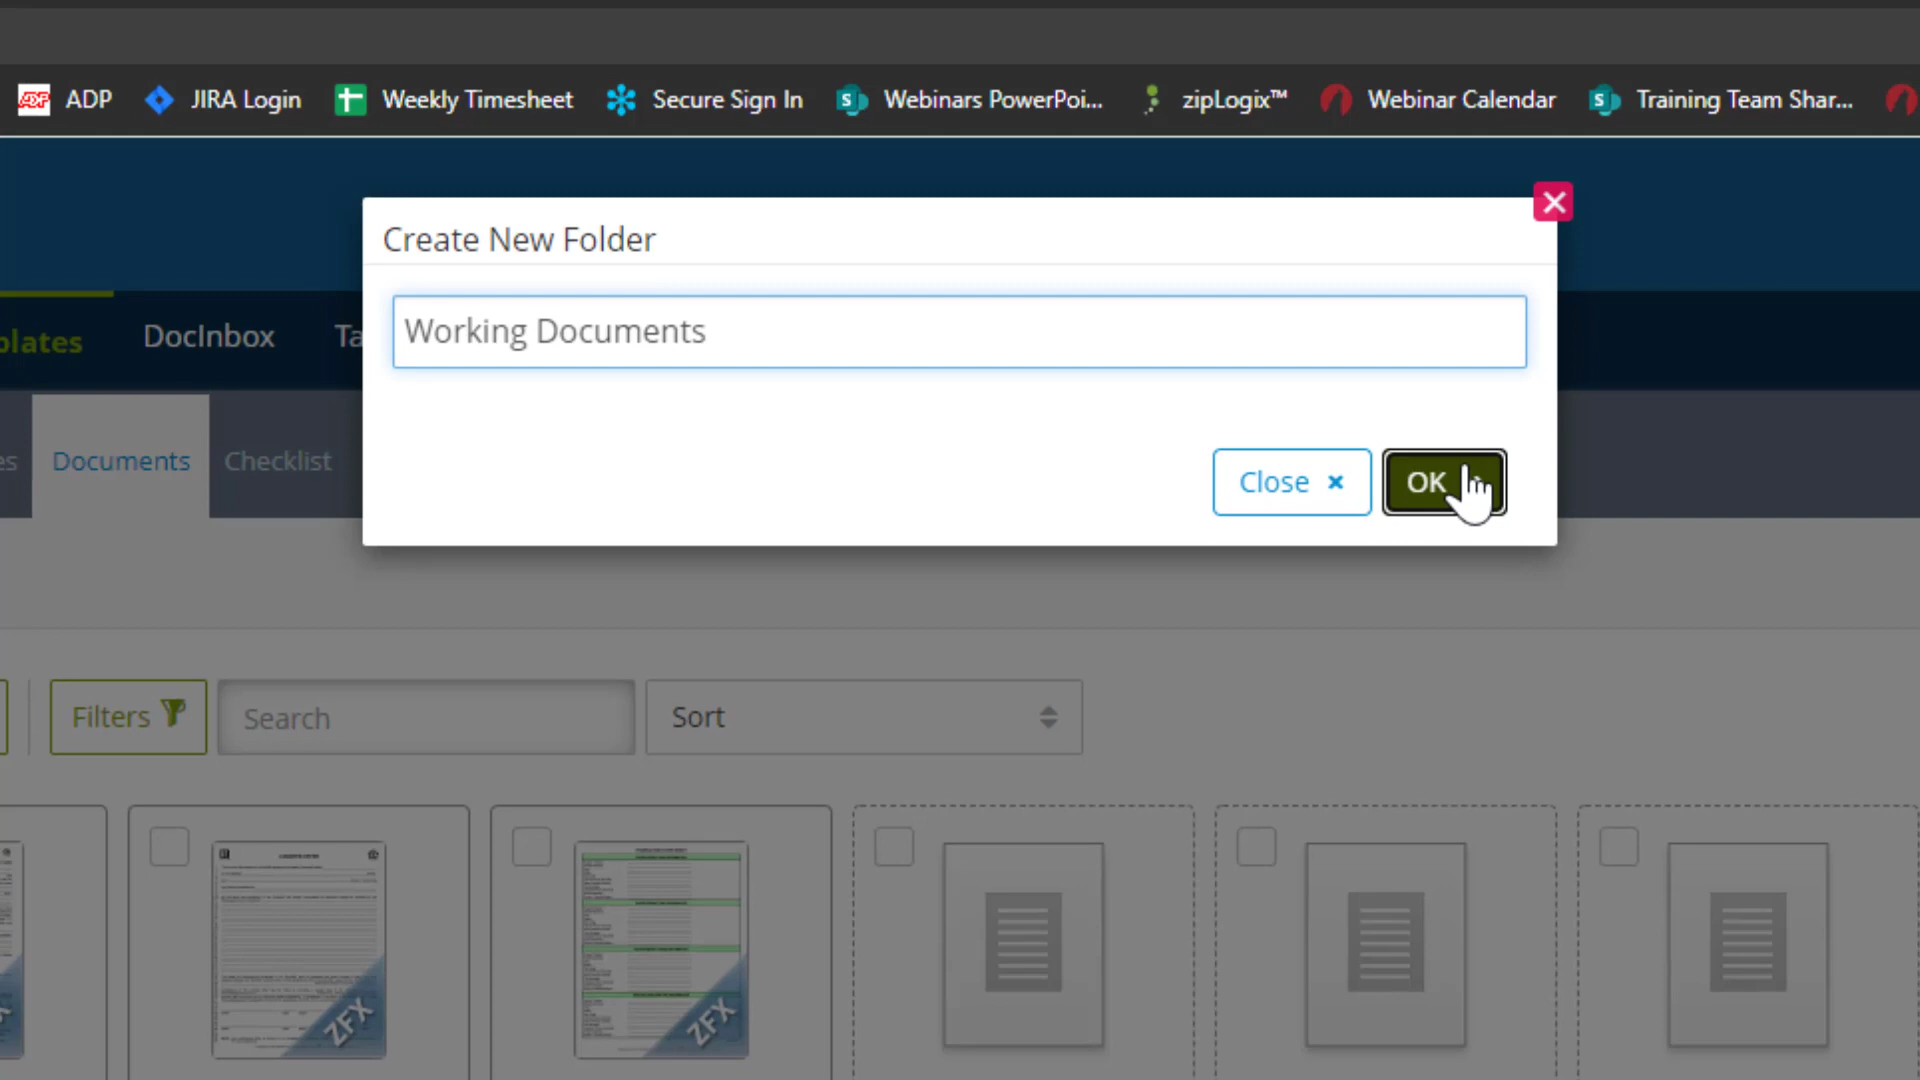 ADP JIRA Login Weekly Timesheet Secure Sign In Webinars PowerPoi... zipLogix™ Webinar Calendar Training Team Shar...
Create New Folder
Working Documents
plates DocInbox Ta
es Documents Checklist
Close × OK
Filters Search Sort
ZFX ZFX